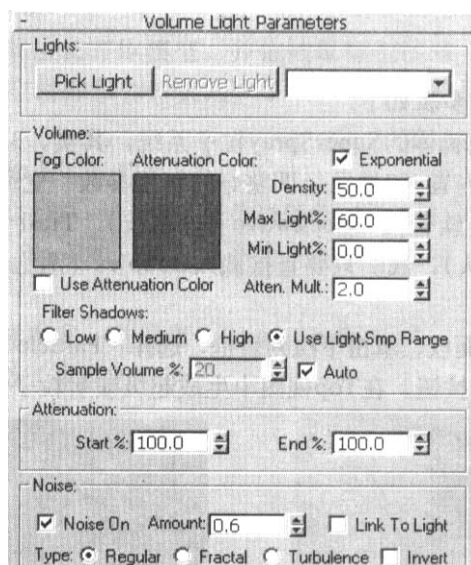 - Volume Light Parameters
Lights:
Pick Light Remove Light
Volume:
Fog Color: Attenuation Color: Exponential
Density: 50.0
Max Light%: 60.0
Min Light%: 0.0
Use Attenuation Color Atten. Mult.: 2.0
Filter Shadows:
Low Medium High Use Light.Smp Range
Sample Volume %: 20. Auto
Attenuation:
Start %: 100.0 End %: 100.0
Noise:
Noise On Amount: 0.6 Link To Light
Type: Regular Fractal Turbulence Invert